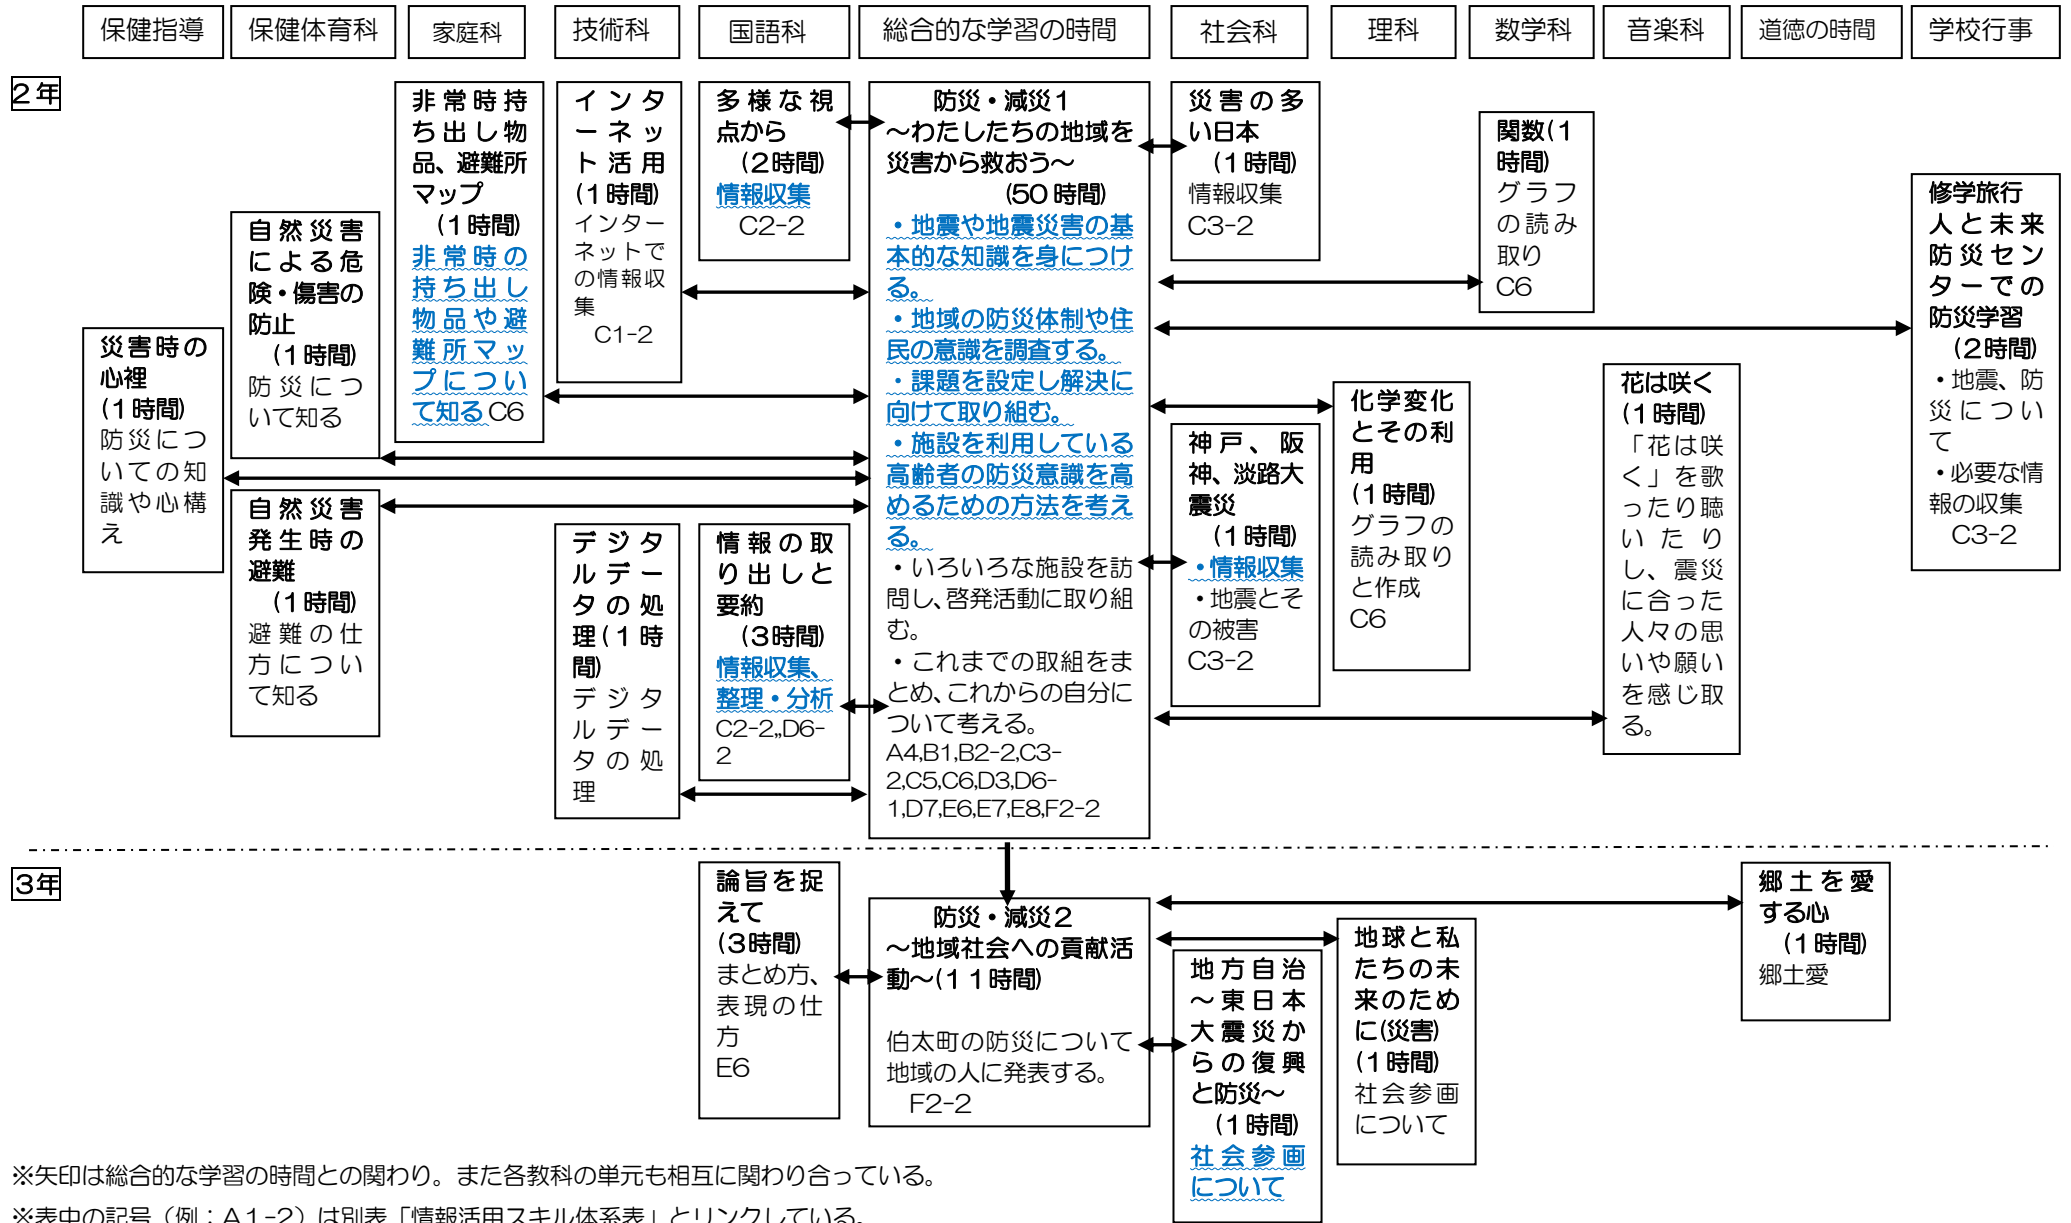 保健指導
保健体育科
家庭科
技術科
国語科
総合的な学習の時間
社会科
理科
数学科
音楽科
道徳の時間
学校行事
２年
災害時の
心裡
(１時間)
防災につ
いての知
識や心構
え
自然災害
による危
険・傷害の
防止
(１時間)
防災につ
いて知る
自然災害
発生時の
避難
(１時間)
避難の仕
方につい
て知る
非常時持
ち出し物
品、避難所
マップ
(１時間)
非常時の
持ち出し
物品や避
難所マッ
プについ
て知る C6
インタ
ーネッ
ト活用
(１時間)
インター
ネットで
の情報収
集
C1-2
デジタ
ルデー
タの処
理(１時
間)
デジタ
ルデー
タの処
理
多様な視
点から
(２時間)
情報収集
C2-2
情報の取
り出しと
要約
(３時間)
情報収集、
整理・分析
C2-2,,D6-
2
防災・減災１
～わたしたちの地域を
災害から救おう～
(50 時間)
・地震や地震災害の基
本的な知識を身につけ
る。
・地域の防災体制や住
民の意識を調査する。
・課題を設定し解決に
向けて取り組む。
・施設を利用している
高齢者の防災意識を高
めるための方法を考え
る。
・いろいろな施設を訪
問し、啓発活動に取り組
む。
・これまでの取組をま
とめ、これからの自分に
ついて考える。
A4,B1,B2-2,C3-
2,C5,C6,D3,D6-
1,D7,E6,E7,E8,F2-2
災害の多
い日本
(１時間)
情報収集
C3-2
神戸、阪
神、淡路大
震災
(１時間)
・情報収集
・地震とそ
の被害
C3-2
化学変化
とその利
用
(１時間)
グラフの
読み取り
と作成
C6
関数(１
時間)
グラフ
の読み
取り
C6
花は咲く
(１時間)
「花は咲
く」を歌
ったり聴
いたり
し、震災
に合った
人々の思
いや願い
を感じ取
る。
修学旅行
人と未来
防災セン
ターでの
防災学習
(２時間)
・地震、防
災につい
て
・必要な情
報の収集
C3-2
３年
論旨を捉
えて
(３時間)
まとめ方、
表現の仕
方
E6
防災・減災２
～地域社会への貢献活
動～(１１時間)
伯太町の防災について
地域の人に発表する。
F2-2
地方自治
～東日本
大震災か
らの復興
と防災～
(１時間)
社会参画
について
地球と私
たちの未
来のため
に(災害)
(１時間)
社会参画
について
郷土を愛
する心
(１時間)
郷土愛
※矢印は総合的な学習の時間との関わり。また各教科の単元も相互に関わり合っている。
※表中の記号（例：Ａ１-２）は別表「情報活用スキル体系表」とリンクしている。